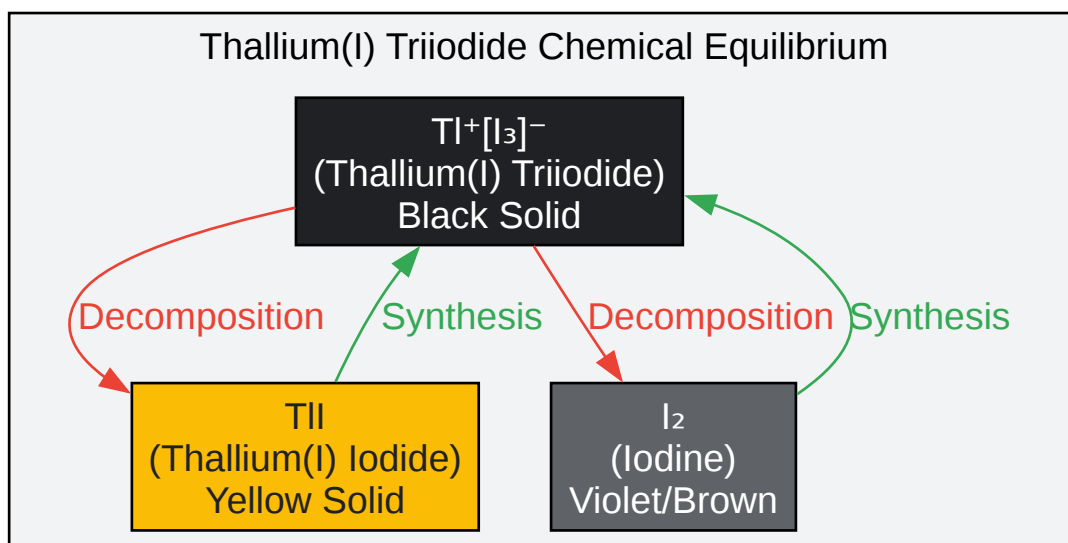 Thallium(I) Triiodide Chemical Equilibrium
Tl⁺[I₃]⁻
(Thallium(I) Triiodide)
Black Solid
Decomposition
Synthesis
Decomposition
Synthesis
TlI
(Thallium(I) Iodide)
Yellow Solid
I₂
(Iodine)
Violet/Brown